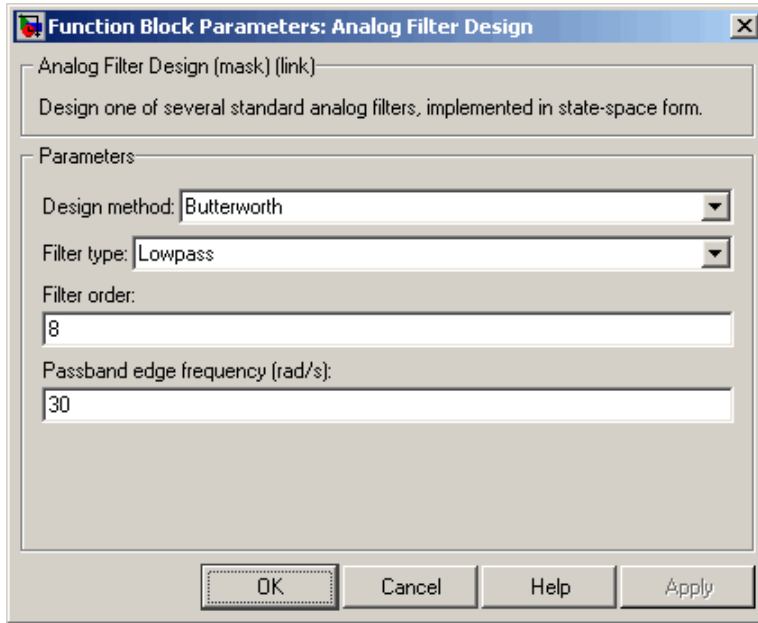 Function Block Parameters: Analog Filter Design
Analog Filter Design (mask) (link)
Design one of several standard analog filters, implemented in state-space form.
Parameters
Design method: Butterworth
Filter type: Lowpass
Filter order:
8
Passband edge frequency (rad/s):
30
OK Cancel Help Apply